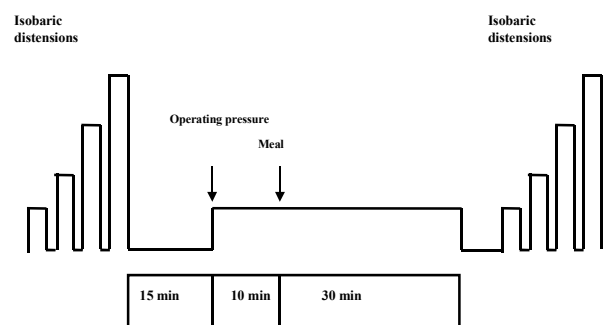 Isobaric
distensions
Isobaric
distensions
Operating pressure
Meal
15 min
10 min
30 min